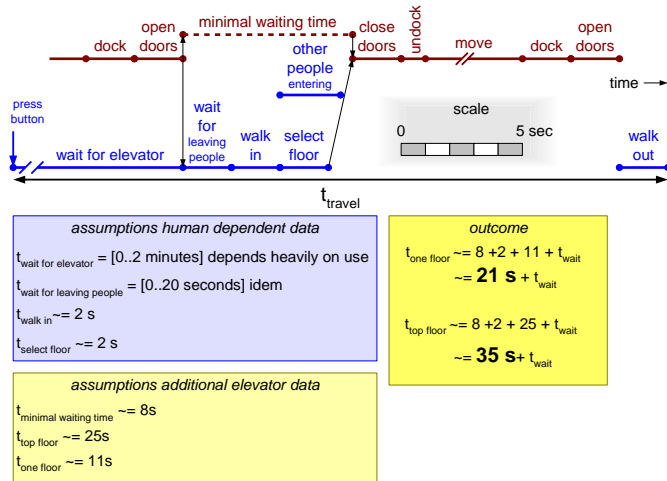 open
doors
minimal waiting time
close
doors
undock
open
doors
dock
move
dock
other
people
entering
time
press
button
wait
for
leaving
people
walk
in
select
floor
scale
0 5 sec
walk
out
wait for elevator
t travel
assumptions human dependent data
t wait for elevator = [0..2 minutes] depends heavily on use
t wait for leaving people = [0..20 seconds] idem
t walk in ~= 2 s
t select floor ~= 2 s
outcome
t one floor ~= 8 +2 + 11 + t wait
~= 21 s + t wait
t top floor ~= 8 +2 + 25 + t wait
~= 35 s+ t wait
assumptions additional elevator data
t minimal waiting time ~= 8s
t top floor ~= 25s
t one floor ~= 11s